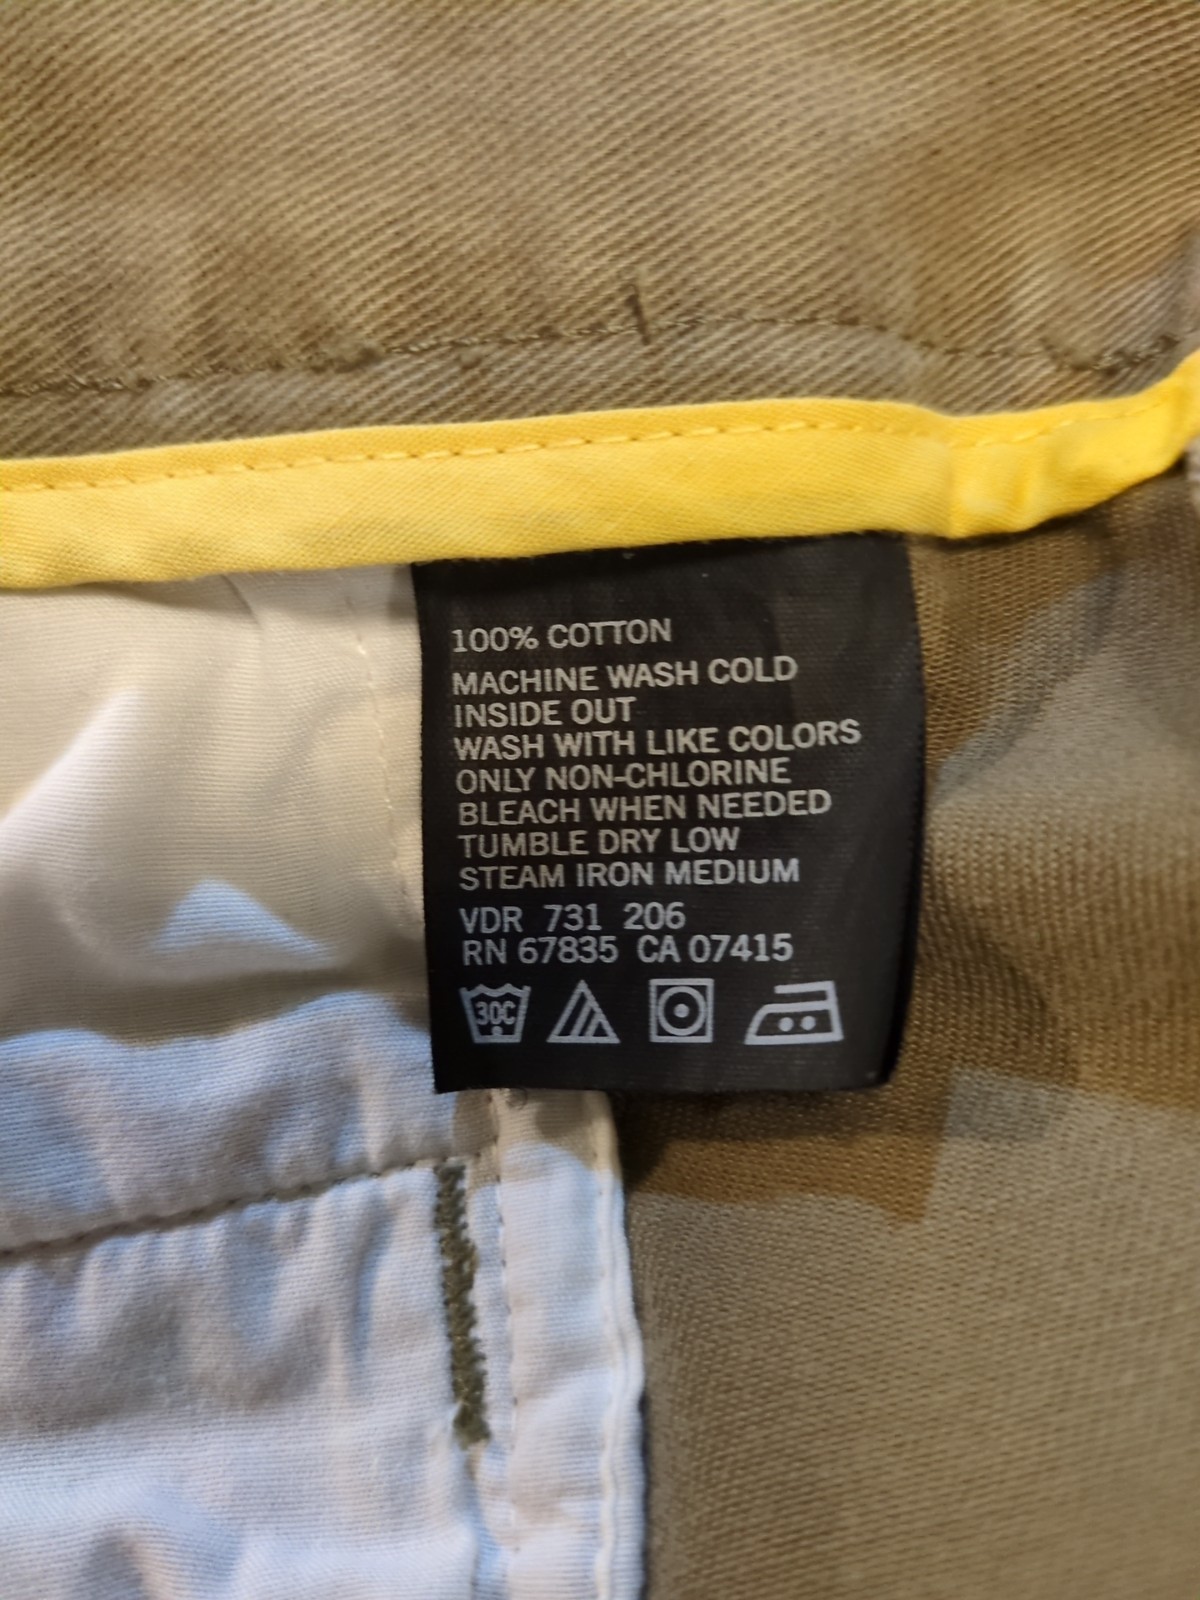 100% COTTON
MACHINE WASH COLD
INSIDE OUT
WASH WITH LIKE COLORS
ONLY NON-CHLORINE
BLEACH WHEN NEEDED
TUMBLE DRY LOW
STEAM IRON MEDIUM
VDR 731 206
RN 67835 CA 07415
30C